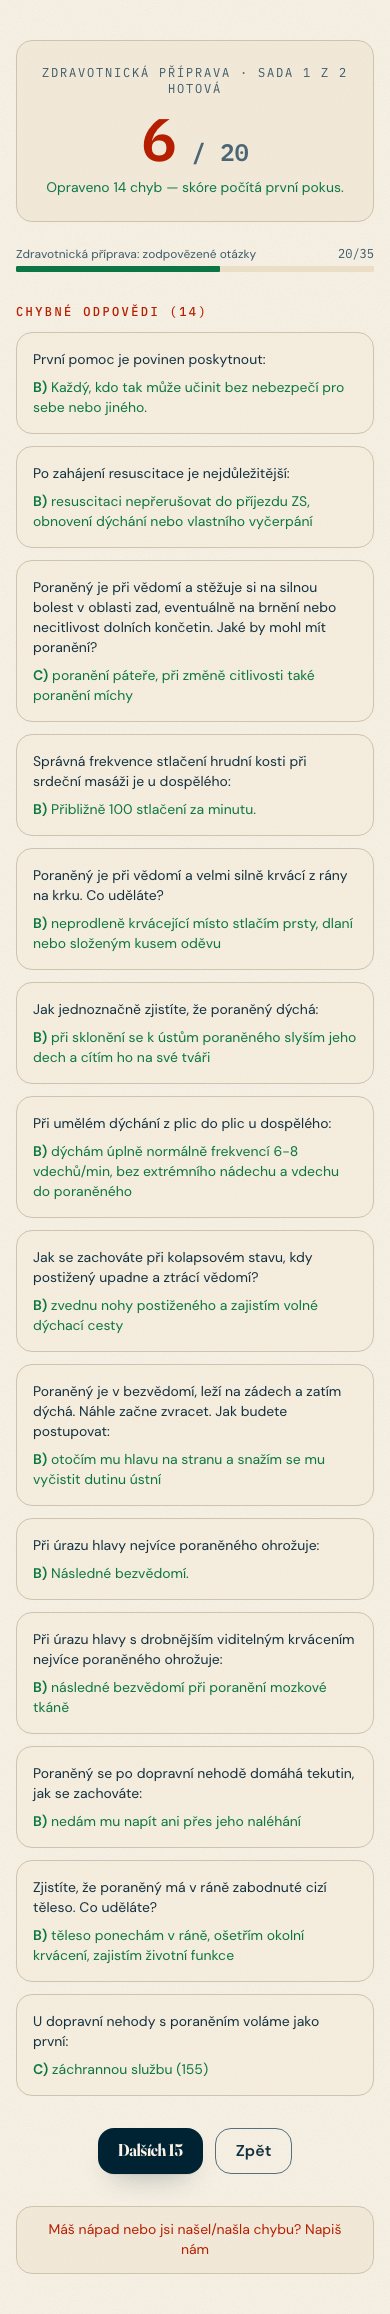 ZDRAVOTNICKÁ PŘÍPRAVA · SADA 1 Z 2
HOTOVÁ
6 / 20
Opraveno 14 chyb — skóre počítá první pokus.
Zdravotnická příprava: zodpovězené otázky 20/35
CHYBNÉ ODPOVĚDI (14)
První pomoc je povinen poskytnout:
B) Každý, kdo tak může učinit bez nebezpečí pro
sebe nebo jiného.
Po zahájení resuscitace je nejdůležitější:
B) resuscitaci nepřerušovat do příjezdu ZS,
obnovení dýchání nebo vlastního vyčerpání
Poraněný je při vědomí a stěžuje si na silnou
bolest v oblasti zad, eventuálně na brnění nebo
necitlivost dolních končetin. Jaké by mohl mít
poranění?
C) poranění páteře, při změně citlivosti také
poranění míchy
Správná frekvence stlačení hrudní kosti při
srdeční masáži je u dospělého:
B) Přibližně 100 stlačení za minutu.
Poraněný je při vědomí a velmi silně krvácí z rány
na krku. Co uděláte?
B) neprodleně krvácející místo stlačím prsty, dlaní
nebo složeným kusem oděvu
Jak jednoznačně zjistíte, že poraněný dýchá:
B) při sklonění se k ústům poraněného slyším jeho
dech a cítím ho na své tváři
Při umělém dýchání z plic do plic u dospělého:
B) dýchám úplně normálně frekvencí 6-8
vdechů/min, bez extrémního nádechu a vdechu
do poraněného
Jak se zachováte při kolapsovém stavu, kdy
postižený upadne a ztrácí vědomí?
B) zvednu nohy postiženého a zajistím volné
dýchací cesty
Poraněný je v bezvědomí, leží na zádech a zatím
dýchá. Náhle začne zvracet. Jak budete
postupovat:
B) otočím mu hlavu na stranu a snažím se mu
vyčistit dutinu ústní
Při úrazu hlavy nejvíce poraněného ohrožuje:
B) Následné bezvědomí.
Při úrazu hlavy s drobnějším viditelným krvácením
nejvíce poraněného ohrožuje:
B) následné bezvědomí při poranění mozkové
tkáně
Poraněný se po dopravní nehodě domáhá tekutin,
jak se zachováte:
B) nedám mu napít ani přes jeho naléhání
Zjistíte, že poraněný má v ráně zabodnuté cizí
těleso. Co uděláte?
B) těleso ponechám v ráně, ošetřím okolní
krvácení, zajistím životní funkce
U dopravní nehody s poraněním voláme jako
první:
C) záchrannou službu (155)
Dalších 15 Zpět
Máš nápad nebo jsi našel/našla chybu? Napiš
nám